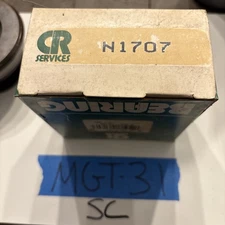 CR
SERVICES
N1707
BEARING
MGT-3X
SC